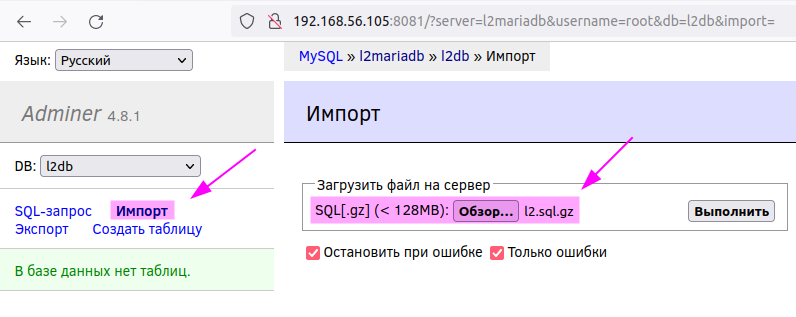 192.168.56.105:8081/?server=l2mariadb&username=root&db=l2db&import=
Язык: Русский
MySQL » l2mariadb » l2db » Импорт
Adminer 4.8.1
Импорт
DB: l2db
SQL-запрос Импорт
Экспорт Создать таблицу
В базе данных нет таблиц.
Загрузить файл на сервер
SQL[.gz] (< 128MB): Обзор... l2.sql.gz Выполнить
Остановить при ошибке Только ошибки